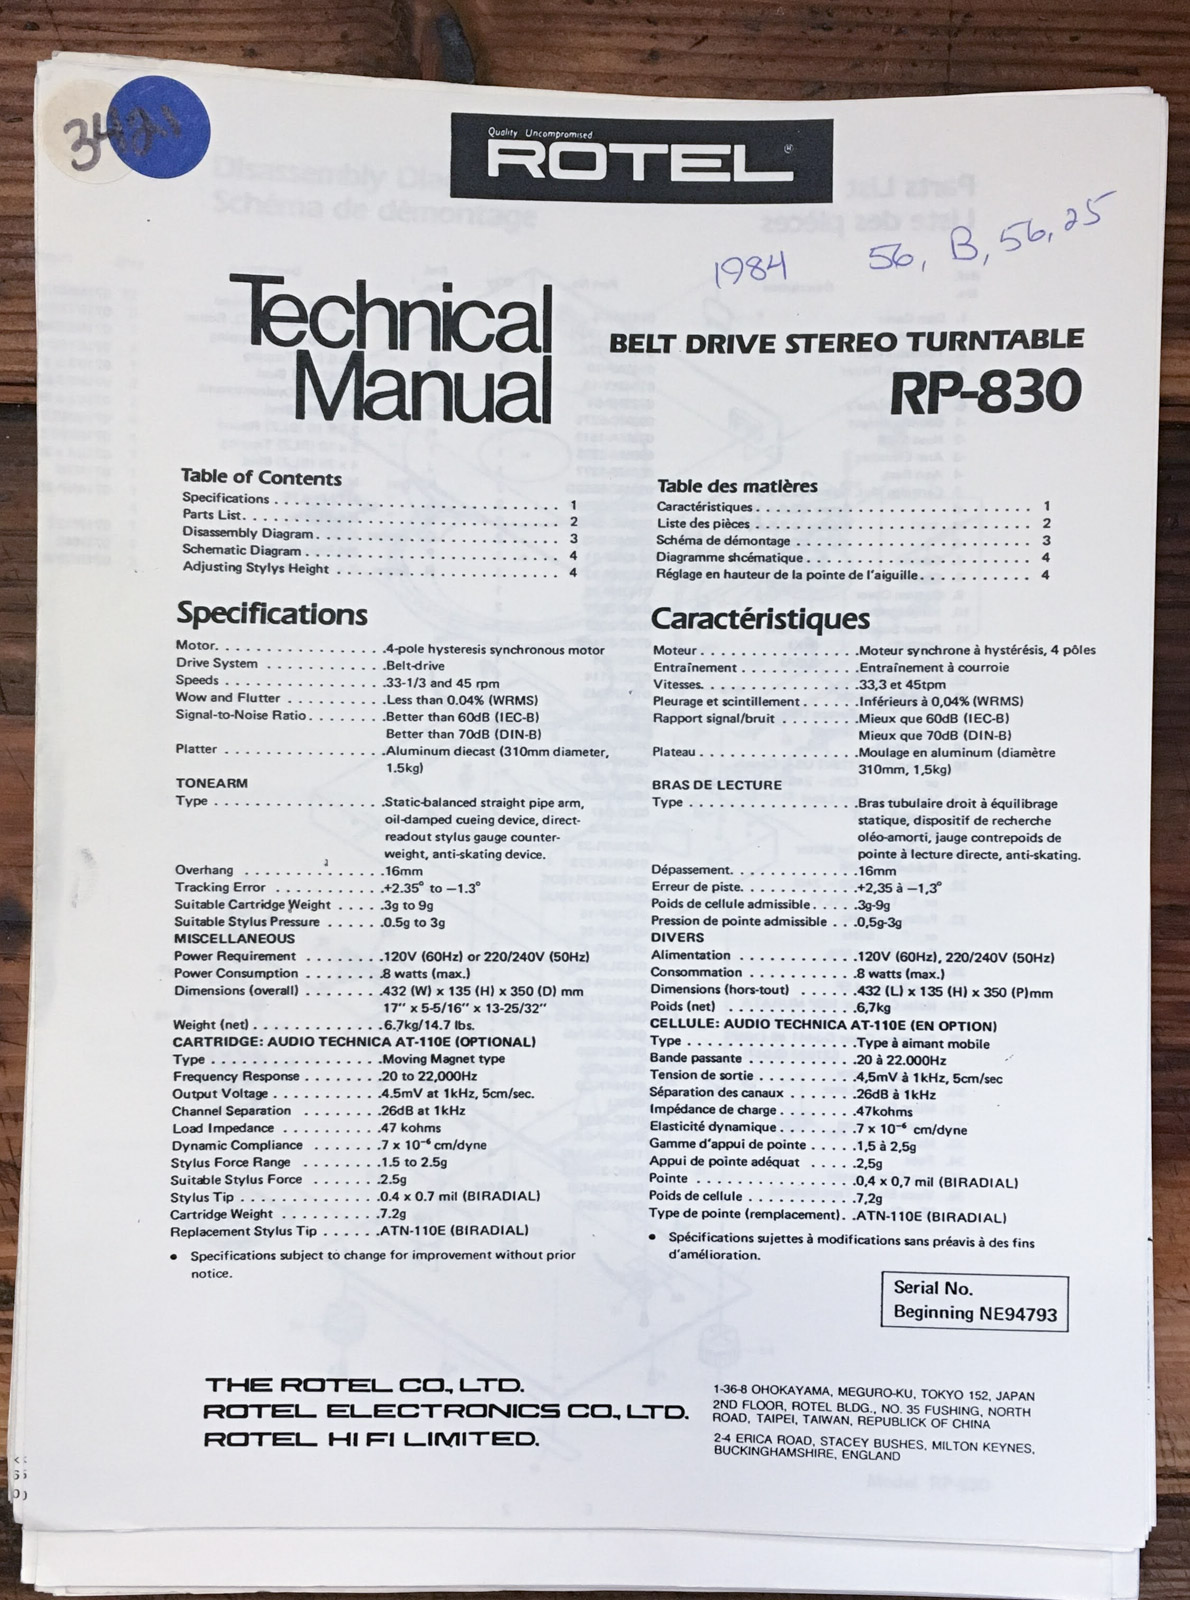 3421
Quality Uncompromised
ROTEL®
1984 56, B, 56, 25
Technical
Manual
BELT DRIVE STEREO TURNTABLE
RP-830
Table of Contents
Specifications . . . . . . . . . . 1
Parts List. . . . . . . . . . 2
Disassembly Diagram. . . . . . . . . . 3
Schematic Diagram . . . . . . . . . . 4
Adjusting Stylys Height . . . . . . . . . . 4
Table des matières
Caractéristiques . . . . . . . . . . 1
Liste des pièces . . . . . . . . . . 2
Schéma de démontage . . . . . . . . . . 3
Diagramme shcématique . . . . . . . . . . 4
Réglage en hauteur de la pointe de l'aiguille. . . . . . . . . . 4
Specifications
Motor. . . . . . . . . . 4-pole hysteresis synchronous motor
Drive System . . . . . . . . . . Belt-drive
Speeds . . . . . . . . . . 33-1/3 and 45 rpm
Wow and Flutter . . . . . . . . . . Less than 0.04% (WRMS)
Signal-to-Noise Ratio . . . . . . . . Better than 60dB (IEC-B)
Better than 70dB (DIN-B)
Platter . . . . . . . . . . Aluminum diecast (310mm diameter,
1.5kg)
TONEARM
Type . . . . . . . . . . Static-balanced straight pipe arm,
oil-damped cueing device, direct-
readout stylus gauge counter-
weight, anti-skating device.
Overhang . . . . . . . . . . 16mm
Tracking Error . . . . . . . . . . +2.35° to −1.3°
Suitable Cartridge Weight . . . . . 3g to 9g
Suitable Stylus Pressure . . . . . . 0.5g to 3g
MISCELLANEOUS
Power Requirement . . . . . . . . 120V (60Hz) or 220/240V (50Hz)
Power Consumption . . . . . . . . 8 watts (max.)
Dimensions (overall) . . . . . . . . 432 (W) x 135 (H) x 350 (D) mm
17" x 5-5/16" x 13-25/32"
Weight (net) . . . . . . . . . . 6.7kg/14.7 lbs.
CARTRIDGE: AUDIO TECHNICA AT-110E (OPTIONAL)
Type . . . . . . . . . . Moving Magnet type
Frequency Response . . . . . . . . 20 to 22,000Hz
Output Voltage . . . . . . . . . . 4.5mV at 1kHz, 5cm/sec.
Channel Separation . . . . . . . . 26dB at 1kHz
Load Impedance . . . . . . . . . . 47 kohms
Dynamic Compliance . . . . . . . 7 x 10⁻⁶ cm/dyne
Stylus Force Range . . . . . . . . 1.5 to 2.5g
Suitable Stylus Force . . . . . . . 2.5g
Stylus Tip . . . . . . . . . . 0.4 x 0.7 mil (BIRADIAL)
Cartridge Weight . . . . . . . . . . 7.2g
Replacement Stylus Tip . . . . . . ATN-110E (BIRADIAL)
● Specifications subject to change for improvement without prior
notice.
Caractéristiques
Moteur . . . . . . . . . . Moteur synchrone à hystérésis, 4 pôles
Entraînement . . . . . . . . . . Entraînement à courroie
Vitesses. . . . . . . . . . 33,3 et 45tpm
Pleurage et scintillement . . . . . . Inférieurs à 0,04% (WRMS)
Rapport signal/bruit . . . . . . . . Mieux que 60dB (IEC-B)
Mieux que 70dB (DIN-B)
Plateau . . . . . . . . . . Moulage en aluminum (diamètre
310mm, 1,5kg)
BRAS DE LECTURE
Type . . . . . . . . . . Bras tubulaire droit à équilibrage
statique, dispositif de recherche
oléo-amorti, jauge contrepoids de
pointe à lecture directe, anti-skating.
Dépassement. . . . . . . . . . 16mm
Erreur de piste. . . . . . . . . . +2,35 à −1,3°
Poids de cellule admissible . . . . . 3g-9g
Pression de pointe admissible . . . 0,5g-3g
DIVERS
Alimentation . . . . . . . . . . 120V (60Hz), 220/240V (50Hz)
Consommation . . . . . . . . . . 8 watts (max.)
Dimensions (hors-tout) . . . . . . 432 (L) x 135 (H) x 350 (P)mm
Poids (net) . . . . . . . . . . 6,7kg
CELLULE: AUDIO TECHNICA AT-110E (EN OPTION)
Type . . . . . . . . . . Type à aimant mobile
Bande passante . . . . . . . . . . 20 à 22.000Hz
Tension de sortie . . . . . . . . . . 4,5mV à 1kHz, 5cm/sec
Séparation des canaux . . . . . . . 26dB à 1kHz
Impédance de charge . . . . . . . . 47kohms
Elasticité dynamique . . . . . . . . 7 x 10⁻⁶ cm/dyne
Gamme d'appui de pointe . . . . . 1,5 à 2,5g
Appui de pointe adéquat . . . . . 2,5g
Pointe . . . . . . . . . . 0,4 x 0,7 mil (BIRADIAL)
Poids de cellule . . . . . . . . . . 7,2g
Type de pointe (remplacement). . ATN-110E (BIRADIAL)
● Spécifications sujettes à modifications sans préavis à des fins
d'amélioration.
Serial No.
Beginning NE94793
THE ROTEL CO., LTD.
ROTEL ELECTRONICS CO., LTD.
ROTEL HI FI LIMITED.
1-36-8 OHOKAYAMA, MEGURO-KU, TOKYO 152, JAPAN
2ND FLOOR, ROTEL BLDG., NO. 35 FUSHING, NORTH
ROAD, TAIPEI, TAIWAN, REPUBLICK OF CHINA
2-4 ERICA ROAD, STACEY BUSHES, MILTON KEYNES,
BUCKINGHAMSHIRE, ENGLAND